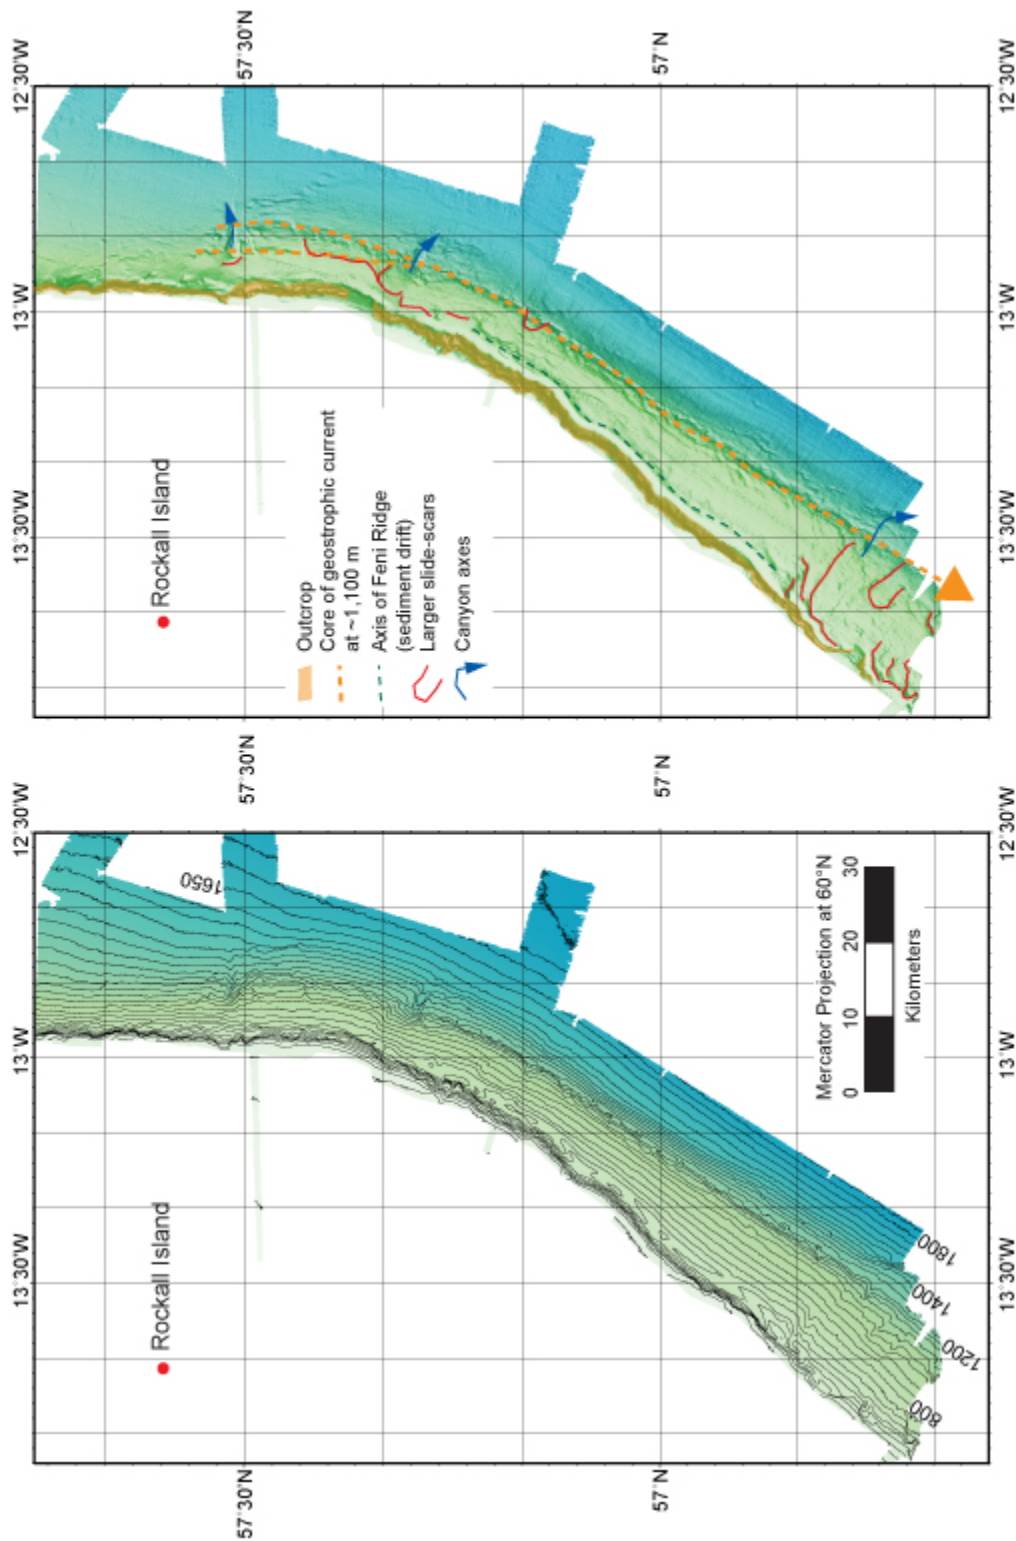 12°30'W
13°W
13°30'W
57°30'N
57°N
Rockall Island
Outcrop
Core of geostrophic current
at ~1,100 m
Axis of Feni Ridge
(sediment drift)
Larger slide-scars
Canyon axes
12°30'W
13°W
13°30'W
57°30'N
57°N
12°30'W
13°W
13°30'W
1650
Rockall Island
Mercator Projection at 60°N
0 10 20 30
Kilometers
1800
1400
1200
800
57°30'N
57°N
12°30'W
13°W
13°30'W